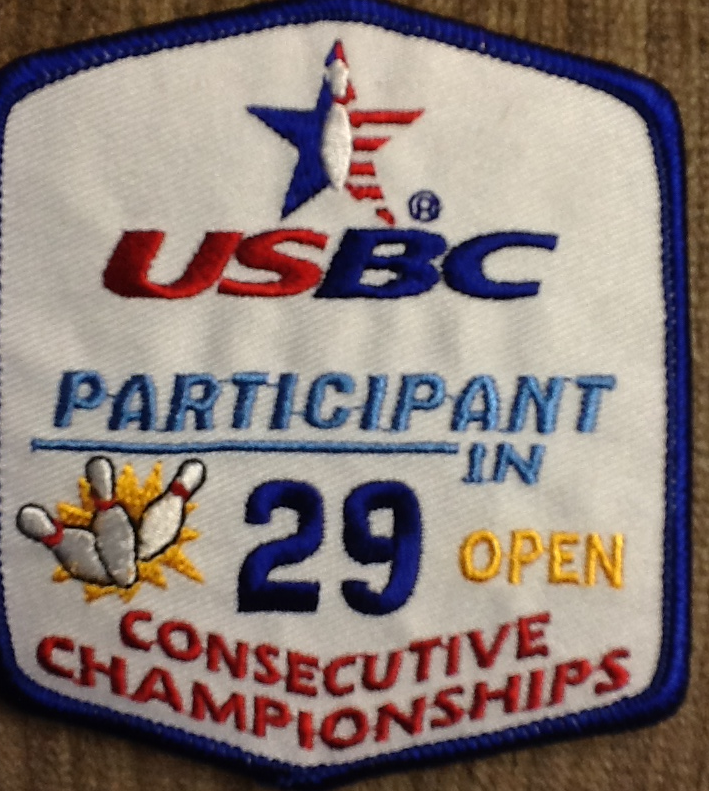 ®
USBC
PARTICIPANT
IN
29 OPEN
CONSECUTIVE
CHAMPIONSHIPS